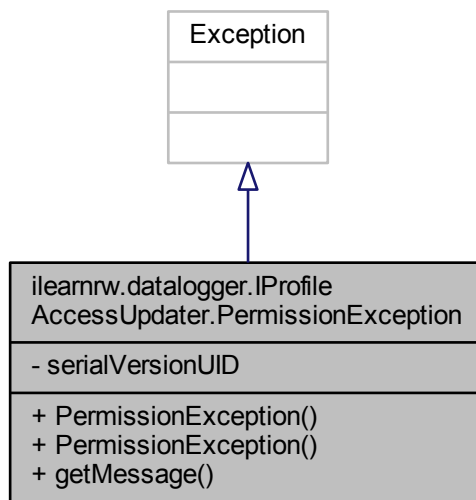 Exception
ilearnrw.datalogger.IProfile
AccessUpdater.PermissionException
- serialVersionUID
+ PermissionException()
+ PermissionException()
+ getMessage()